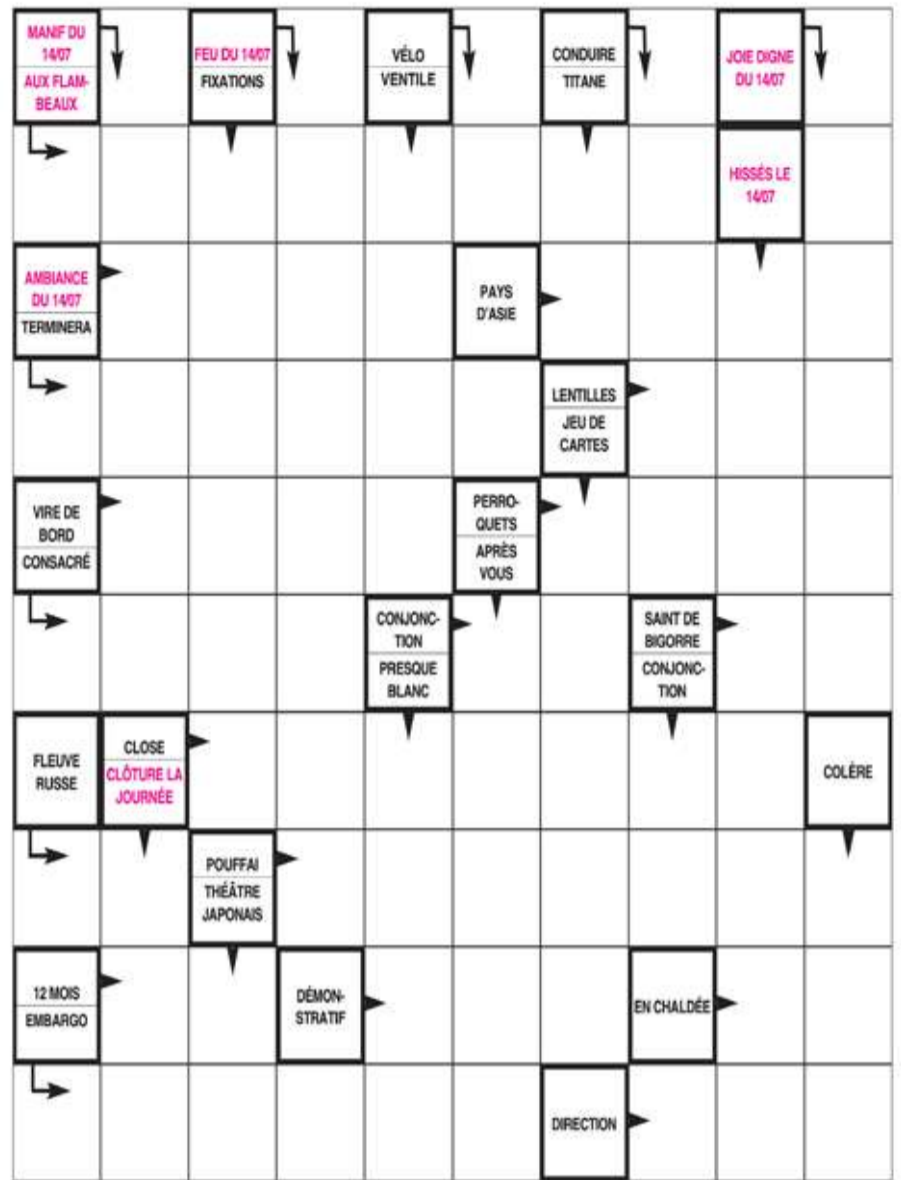 MANIF DU
14/07
AUX FLAM-
BEAUX
FEU DU 14/07
FIXATIONS
VÉLO
VENTILE
CONDUIRE
TITANE
JOIE DIGNE
DU 14/07
HISSÉS LE
14/07
AMBIANCE
DU 14/07
TERMINERA
PAYS
D'ASIE
LENTILLES
JEU DE
CARTES
VIRE DE
BORD
CONSACRÉ
PERRO-
QUETS
APRÈS
VOUS
CONJONC-
TION
PRESQUE
BLANC
SAINT DE
BIGORRE
CONJONC-
TION
FLEUVE
RUSSE
CLOSE
CLÔTURE LA
JOURNÉE
COLÈRE
POUFFAI
THÉÂTRE
JAPONAIS
12 MOIS
EMBARGO
DÉMON-
STRATIF
EN CHALDÉE
DIRECTION